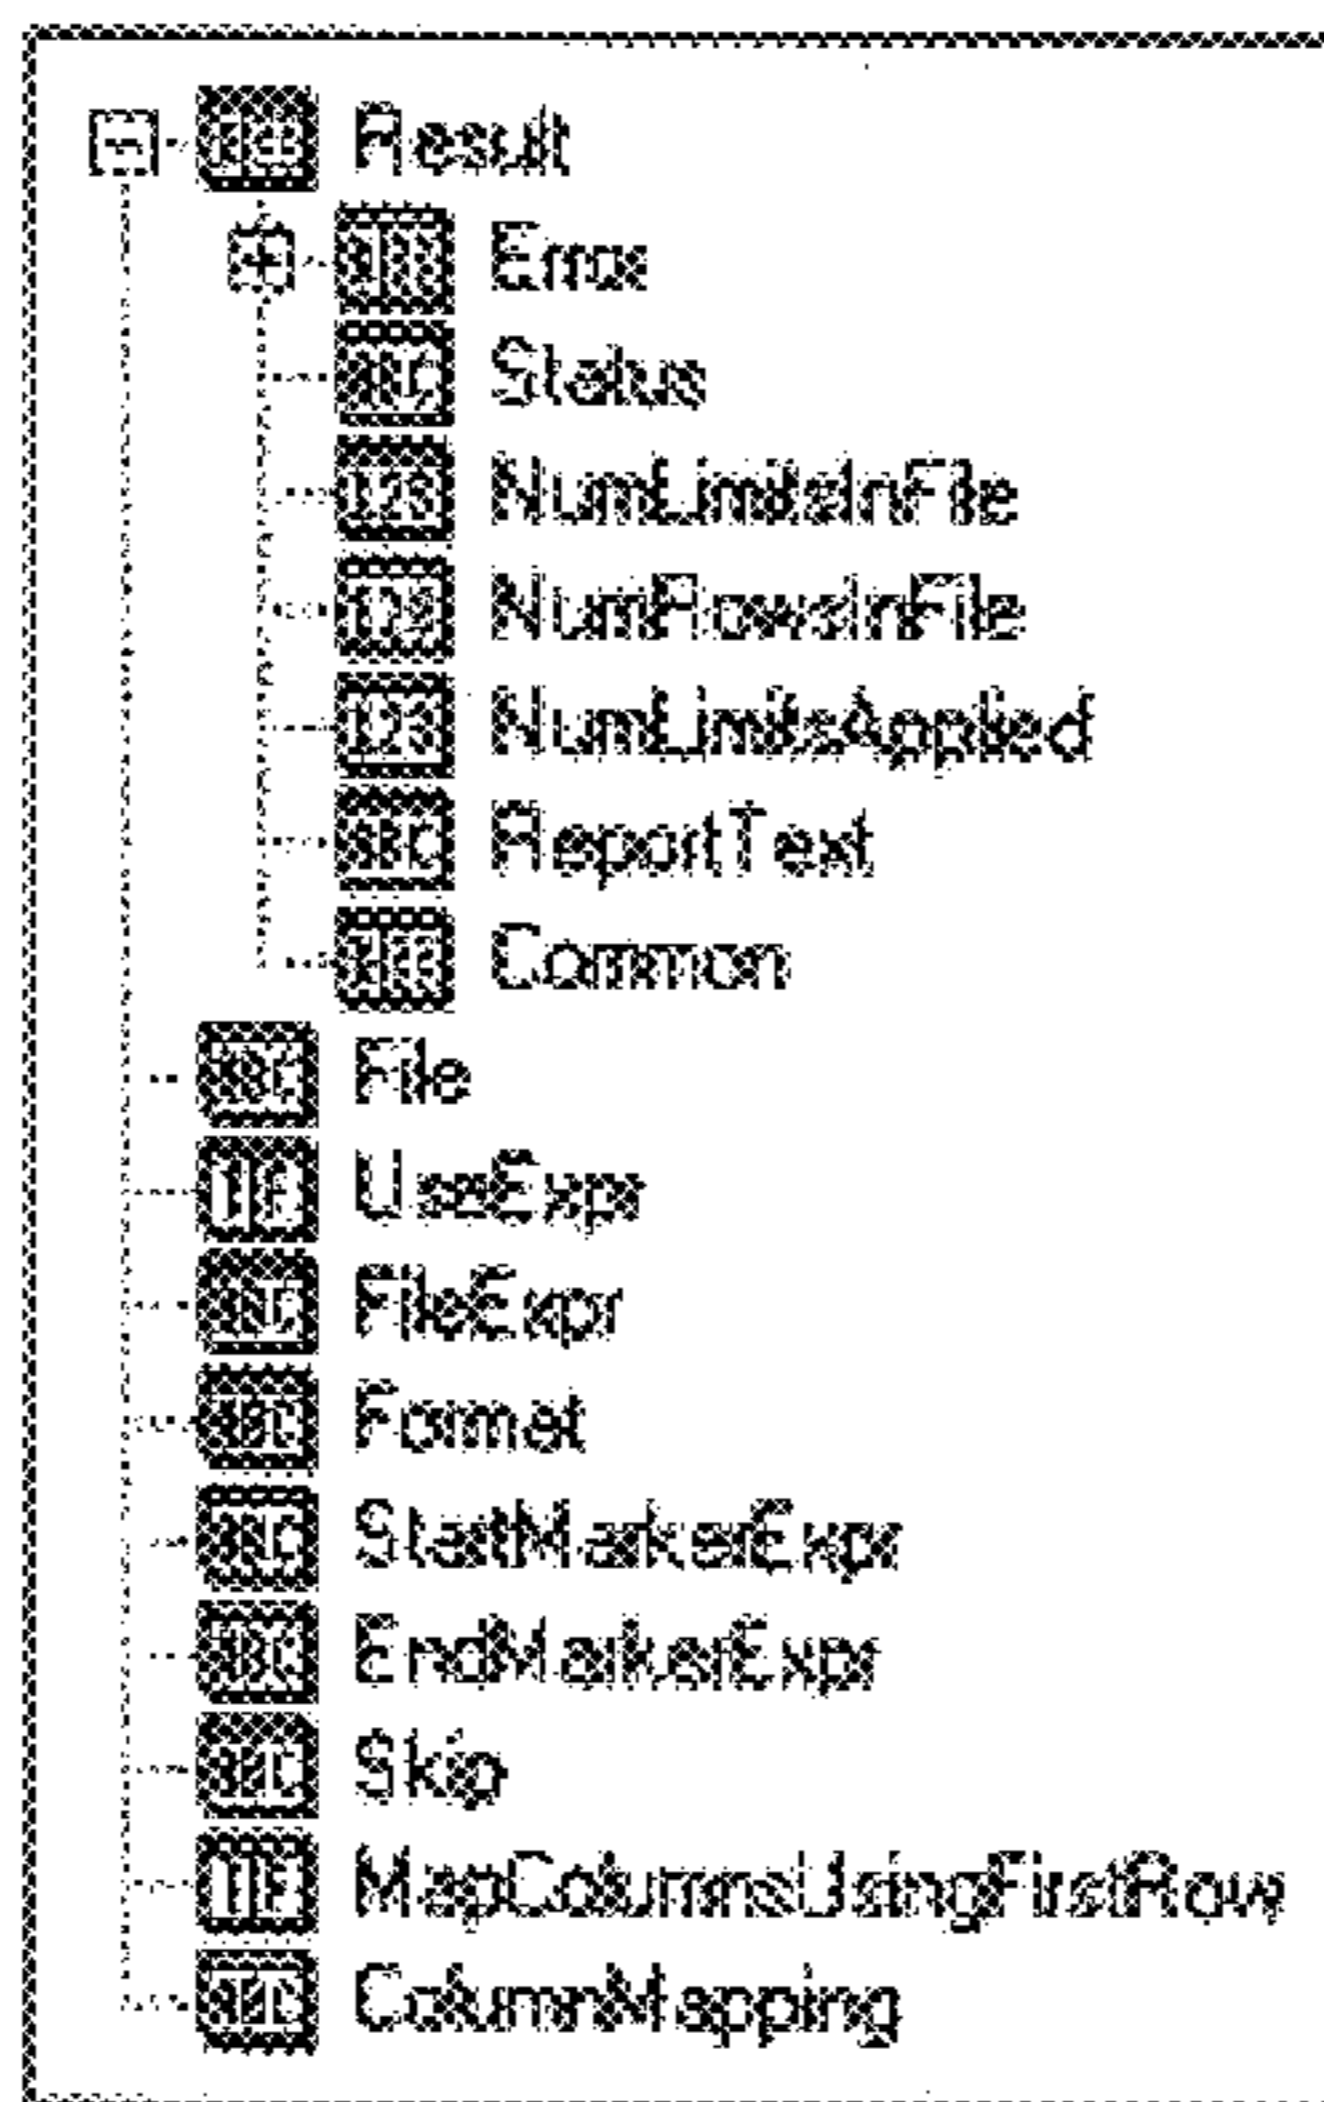 Result
Error
Status
NumLimitsInFile
NumRowsInFile
NumLimitsApplied
ReportText
Common
File
UseExpr
FileExpr
Format
StartMarkerExpr
EndMarkerExpr
Skip
MapColumnsUsingFirstRow
ColumnMapping